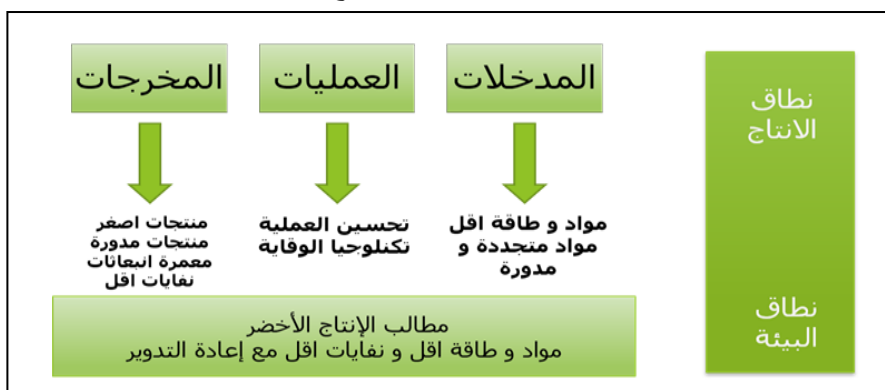 نطاق
الانتاج
المدخلات
العمليات
المخرجات
مواد و طاقة اقل
مواد متجددة و
مدورة
تحسين العملية
تكنلوجيا الوقاية
منتجات اصغر
منتجات مدورة
معمرة انبعاثات
نفايات اقل
نطاق
البيئة
مطالب الإنتاج الأخضر
مواد و طاقة اقل و نفايات اقل مع إعادة التدوير